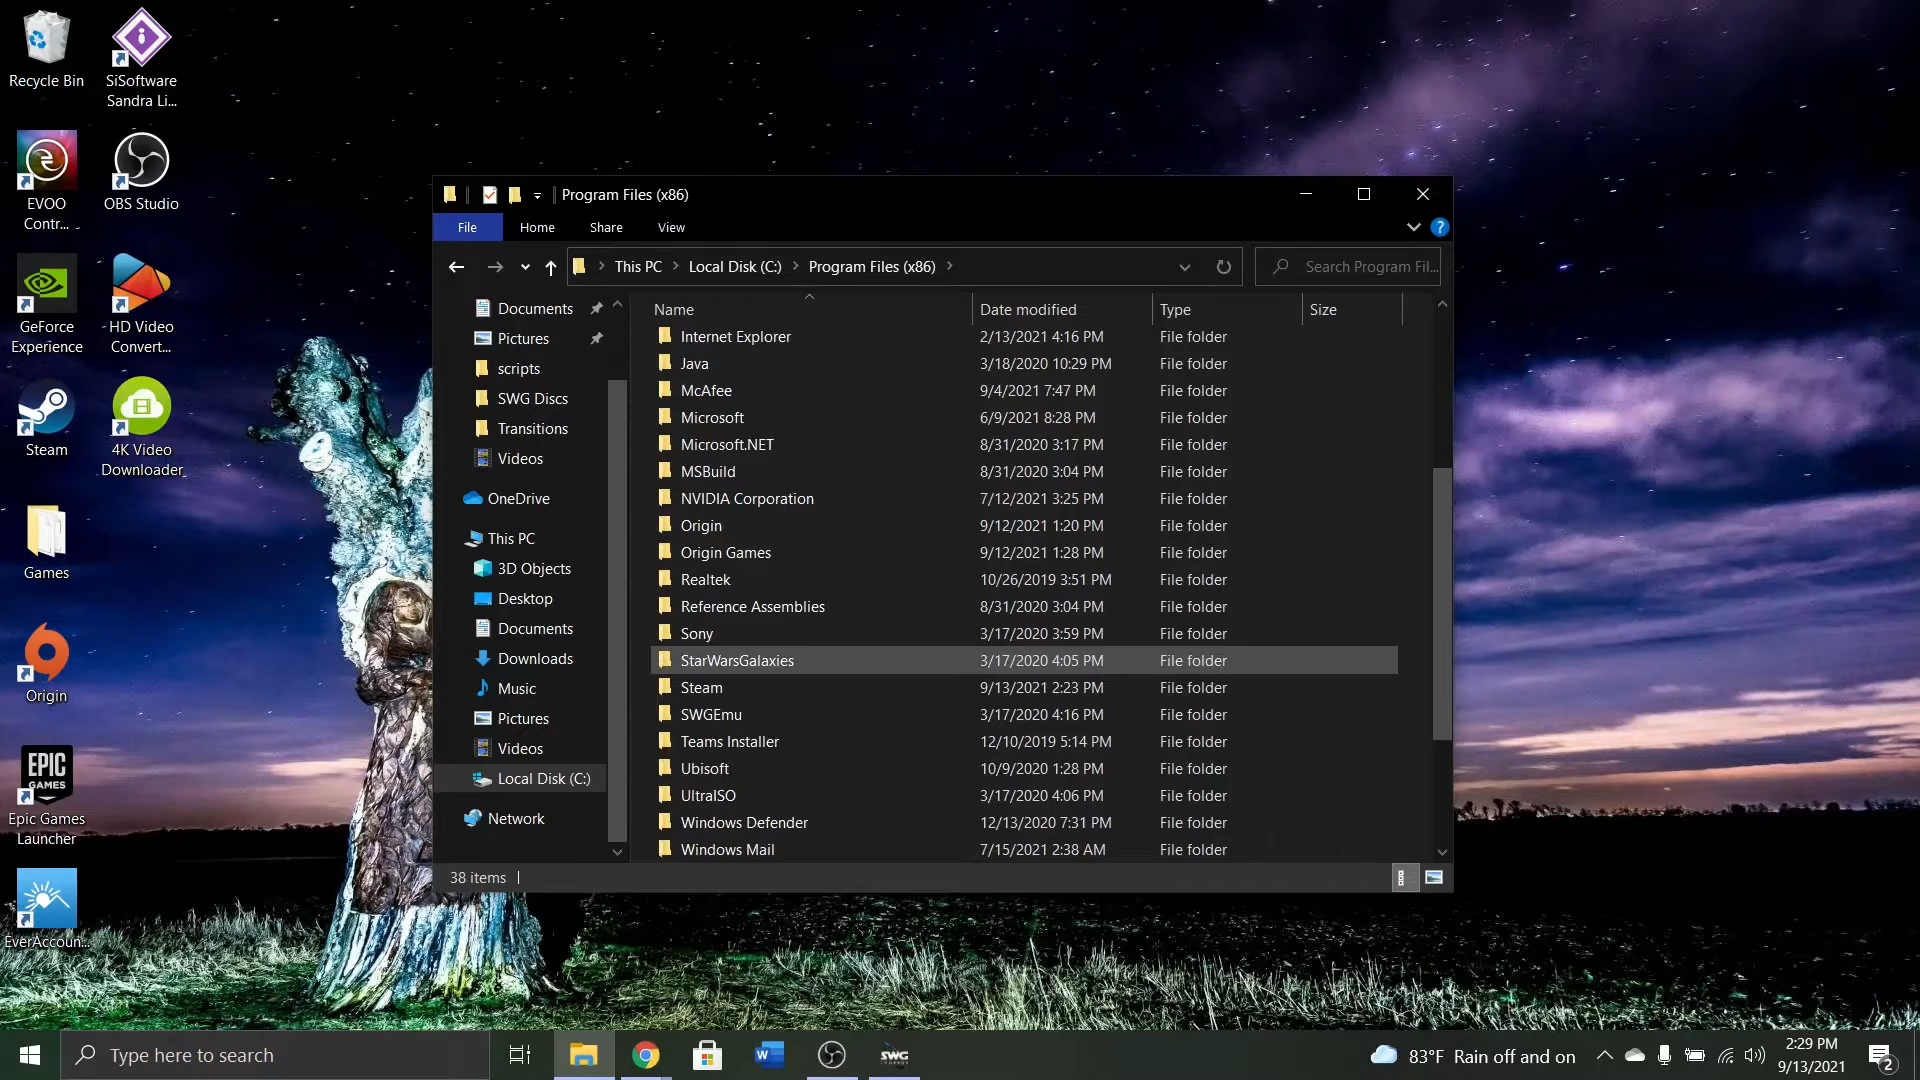 Recycle Bin
SiSoftware
Sandra Li...
EVOO
Contr...
OBS Studio
GeForce
Experience
HD Video
Convert...
Steam
4K Video
Downloader
Games
Origin
EPIC
GAMES
Epic Games
Launcher
EverAccoun...
Program Files (x86)
File Home Share View
This PC Local Disk (C:) Program Files (x86)
Search Program Fil...
Documents
Pictures
scripts
SWG Discs
Transitions
Videos
OneDrive
This PC
3D Objects
Desktop
Documents
Downloads
Music
Pictures
Videos
Local Disk (C:)
Network
Name Date modified Type Size
Internet Explorer 2/13/2021 4:16 PM File folder
Java 3/18/2020 10:29 PM File folder
McAfee 9/4/2021 7:47 PM File folder
Microsoft 6/9/2021 8:28 PM File folder
Microsoft.NET 8/31/2020 3:17 PM File folder
MSBuild 8/31/2020 3:04 PM File folder
NVIDIA Corporation 7/12/2021 3:25 PM File folder
Origin 9/12/2021 1:20 PM File folder
Origin Games 9/12/2021 1:28 PM File folder
Realtek 10/26/2019 3:51 PM File folder
Reference Assemblies 8/31/2020 3:04 PM File folder
Sony 3/17/2020 3:59 PM File folder
StarWarsGalaxies 3/17/2020 4:05 PM File folder
Steam 9/13/2021 2:23 PM File folder
SWGEmu 3/17/2020 4:16 PM File folder
Teams Installer 12/10/2019 5:14 PM File folder
Ubisoft 10/9/2020 1:28 PM File folder
UltraISO 3/17/2020 4:06 PM File folder
Windows Defender 12/13/2020 7:31 PM File folder
Windows Mail 7/15/2021 2:38 AM File folder
38 items
Type here to search
SWG
83°F Rain off and on
2:29 PM
9/13/2021
2